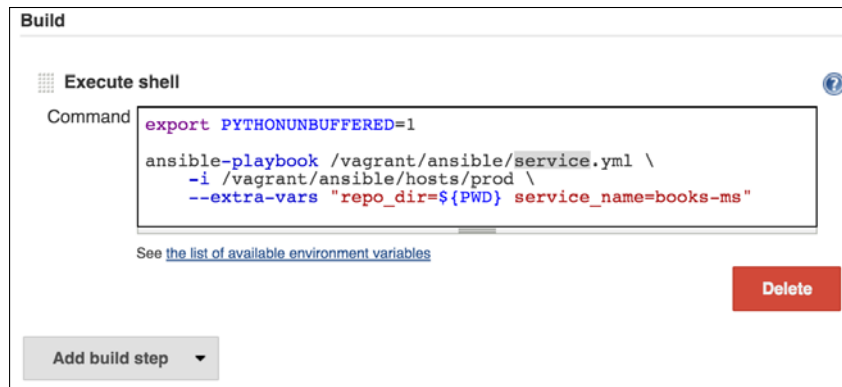 Build
Execute shell
Command
export PYTHONUNBUFFERED=1
ansible-playbook /vagrant/ansible/service.yml \
    -i /vagrant/ansible/hosts/prod \
    --extra-vars "repo_dir=${PWD} service_name=books-ms"
See the list of available environment variables
Delete
Add build step